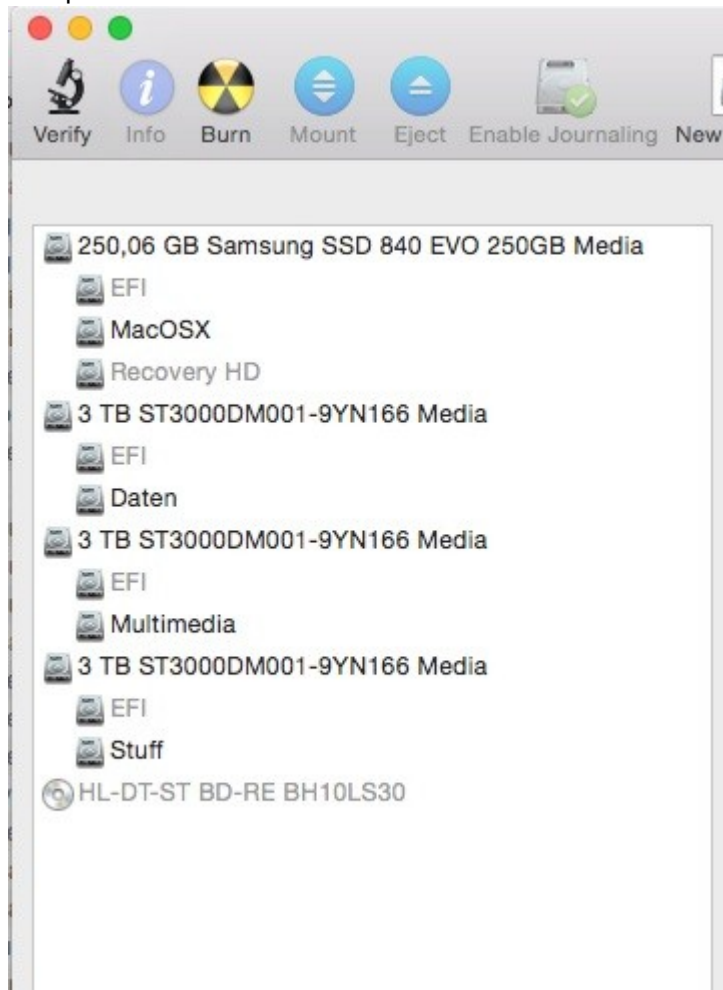 Verify Info Burn Mount Eject Enable Journaling New
250,06 GB Samsung SSD 840 EVO 250GB Media
EFI
MacOSX
Recovery HD
3 TB ST3000DM001-9YN166 Media
EFI
Daten
3 TB ST3000DM001-9YN166 Media
EFI
Multimedia
3 TB ST3000DM001-9YN166 Media
EFI
Stuff
HL-DT-ST BD-RE BH10LS30